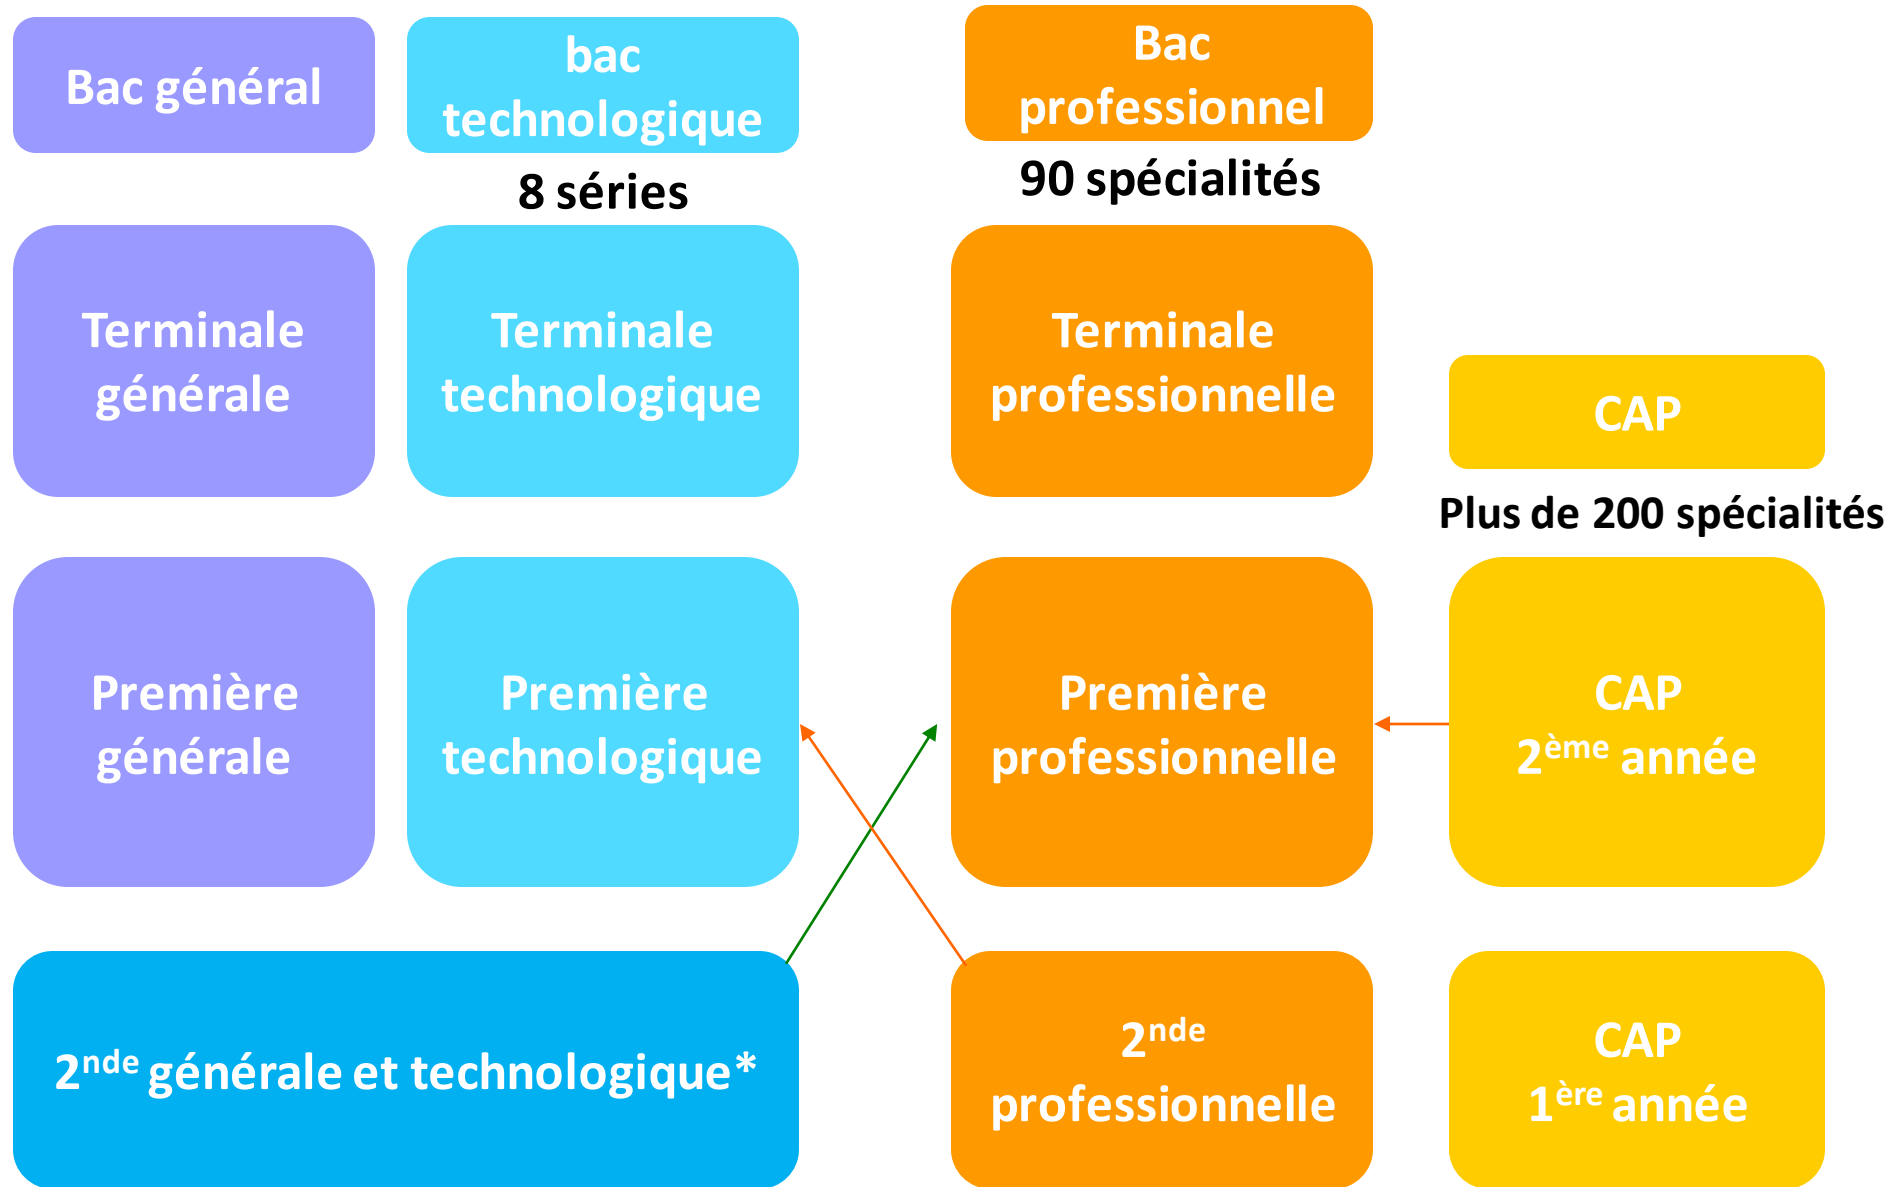 Bac général
bac
technologique
8 séries
Bac
professionnel
90 spécialités
Terminale
générale
Terminale
technologique
Terminale
professionnelle
CAP
Plus de 200 spécialités
Première
générale
Première
technologique
Première
professionnelle
CAP
2ème année
2nde générale et technologique*
2nde
professionnelle
CAP
1ère année